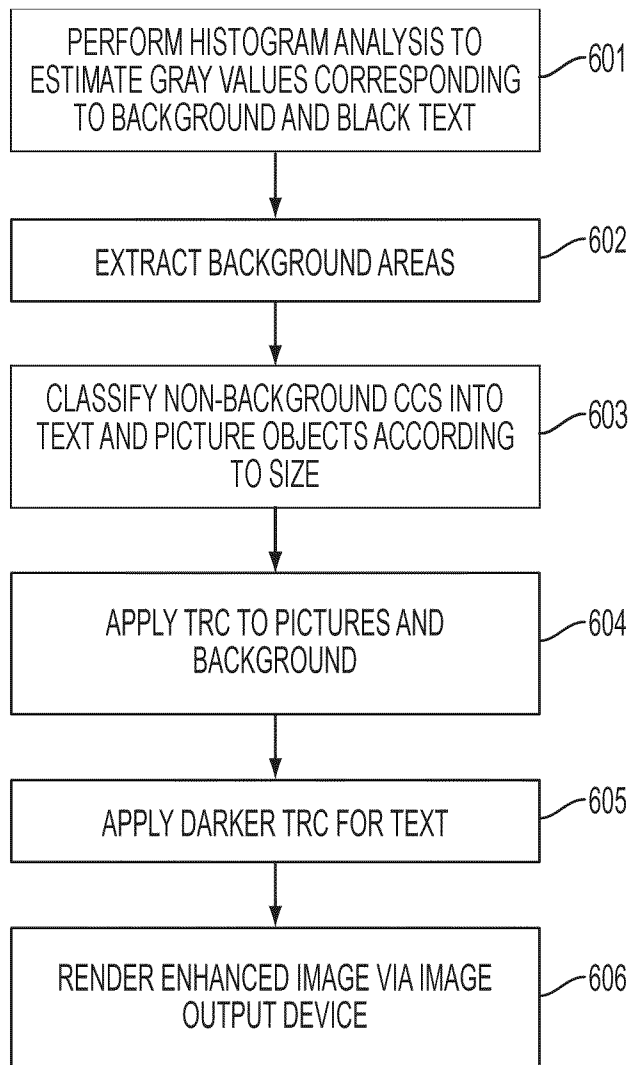 PERFORM HISTOGRAM ANALYSIS TO
ESTIMATE GRAY VALUES CORRESPONDING
TO BACKGROUND AND BLACK TEXT
601
EXTRACT BACKGROUND AREAS
602
CLASSIFY NON-BACKGROUND CCS INTO
TEXT AND PICTURE OBJECTS ACCORDING
TO SIZE
603
APPLY TRC TO PICTURES AND
BACKGROUND
604
APPLY DARKER TRC FOR TEXT
605
RENDER ENHANCED IMAGE VIA IMAGE
OUTPUT DEVICE
606